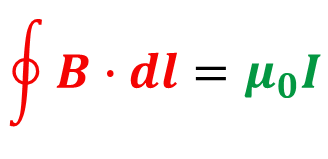 ∮ B · dl = μ₀I